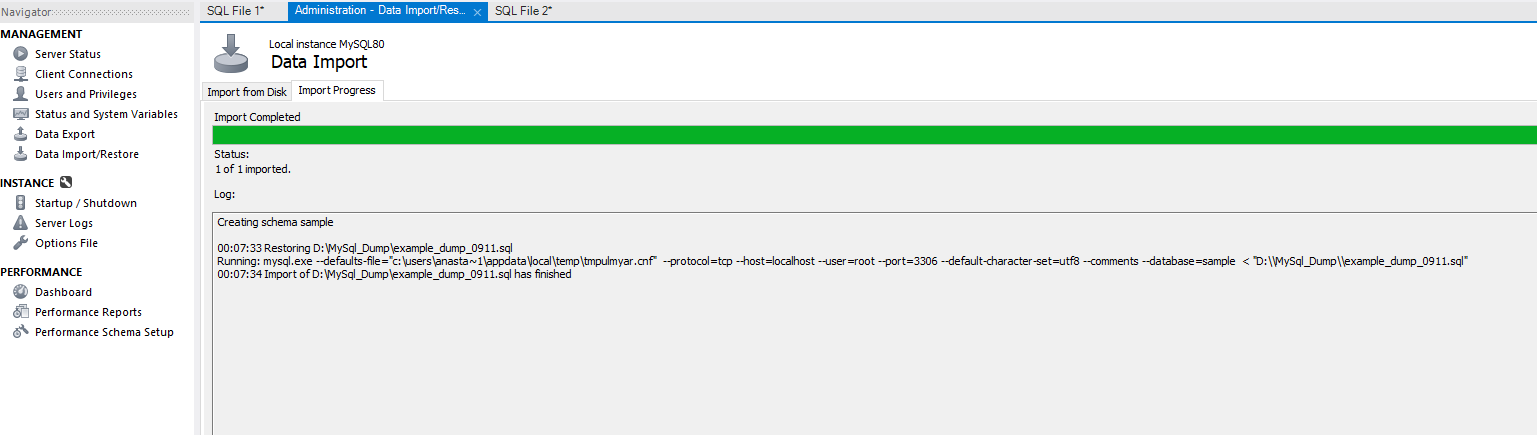 Navigator
SQL File 1*
Administration - Data Import/Res...
SQL File 2*
MANAGEMENT
Server Status
Client Connections
Users and Privileges
Status and System Variables
Data Export
Data Import/Restore
INSTANCE
Startup / Shutdown
Server Logs
Options File
PERFORMANCE
Dashboard
Performance Reports
Performance Schema Setup
Local instance MySQL80
Data Import
Import from Disk
Import Progress
Import Completed
Status:
1 of 1 imported.
Log:
Creating schema sample
00:07:33 Restoring D:\MySql_Dump\example_dump_0911.sql
Running: mysql.exe --defaults-file="c:\users\anasta~1\appdata\local\temp\tmpulmyar.cnf"  --protocol=tcp --host=localhost --user=root --port=3306 --default-character-set=utf8 --comments --database=sample  < "D:\\MySql_Dump\\example_dump_0911.sql"
00:07:34 Import of D:\MySql_Dump\example_dump_0911.sql has finished